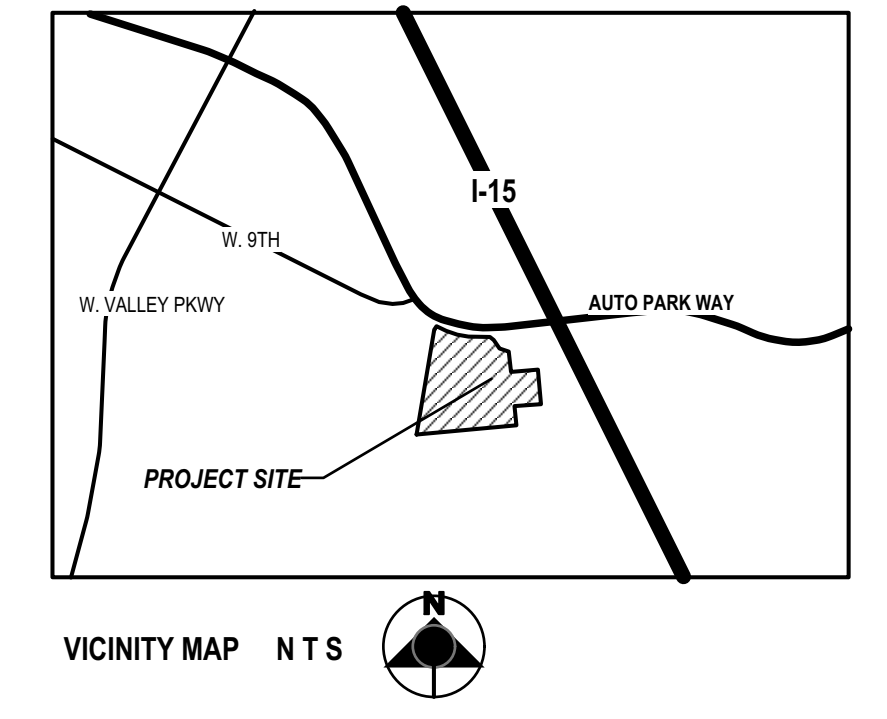 I-15
W. 9TH
W. VALLEY PKWY
AUTO PARK WAY
PROJECT SITE
VICINITY MAP N T S
N